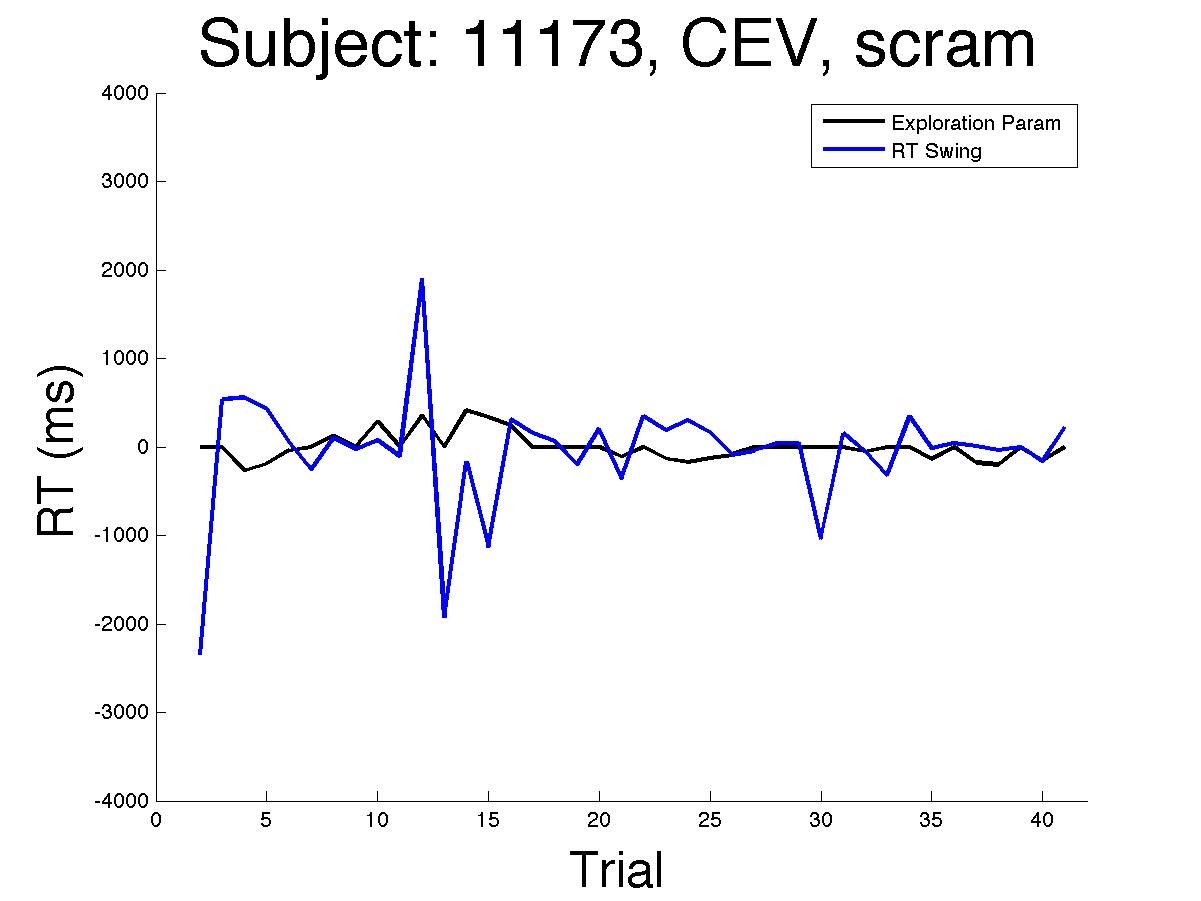 Subject: 11173, CEV, scram
Exploration Param
RT Swing
4000
3000
2000
1000
0
-1000
-2000
-3000
-4000
RT (ms)
0 5 10 15 20 25 30 35 40
Trial